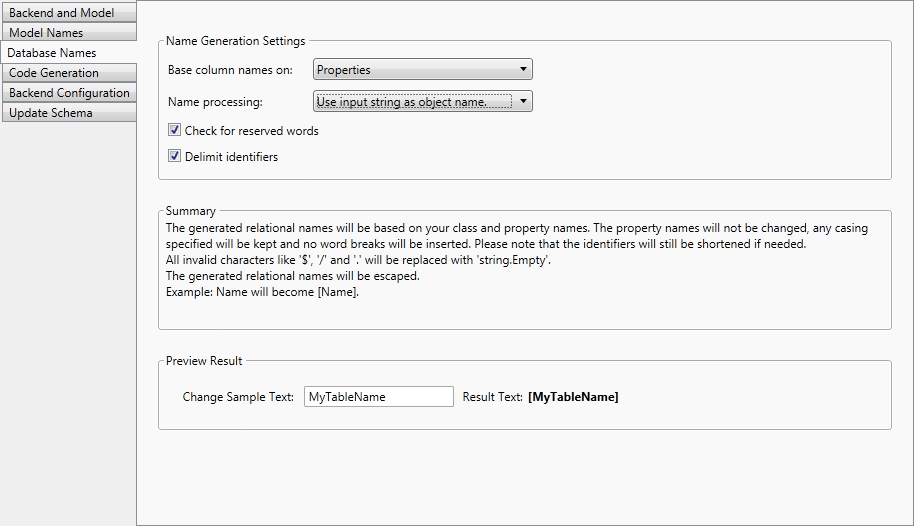 Backend and Model
Model Names
Database Names
Code Generation
Backend Configuration
Update Schema
Name Generation Settings
Base column names on: Properties
Name processing: Use input string as object name.
Check for reserved words
Delimit identifiers
Summary
The generated relational names will be based on your class and property names. The property names will not be changed, any casing
specified will be kept and no word breaks will be inserted. Please note that the identifiers will still be shortened if needed.
All invalid characters like '$', '/' and '.' will be replaced with 'string.Empty'.
The generated relational names will be escaped.
Example: Name will become [Name].
Preview Result
Change Sample Text: MyTableName Result Text: [MyTableName]